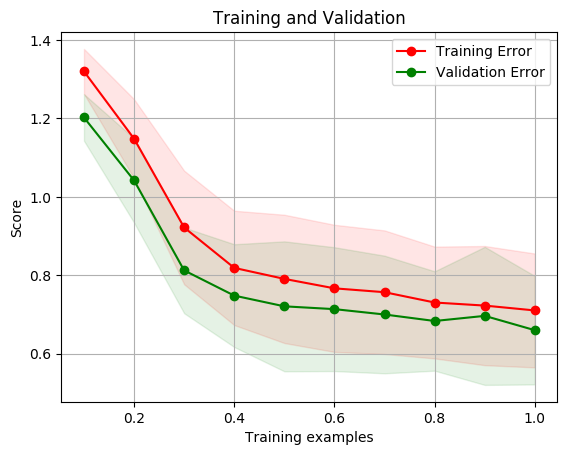 Training and Validation
Training Error
Validation Error
Score
1.4
1.2
1.0
0.8
0.6
0.2
0.4
0.6
0.8
1.0
Training examples